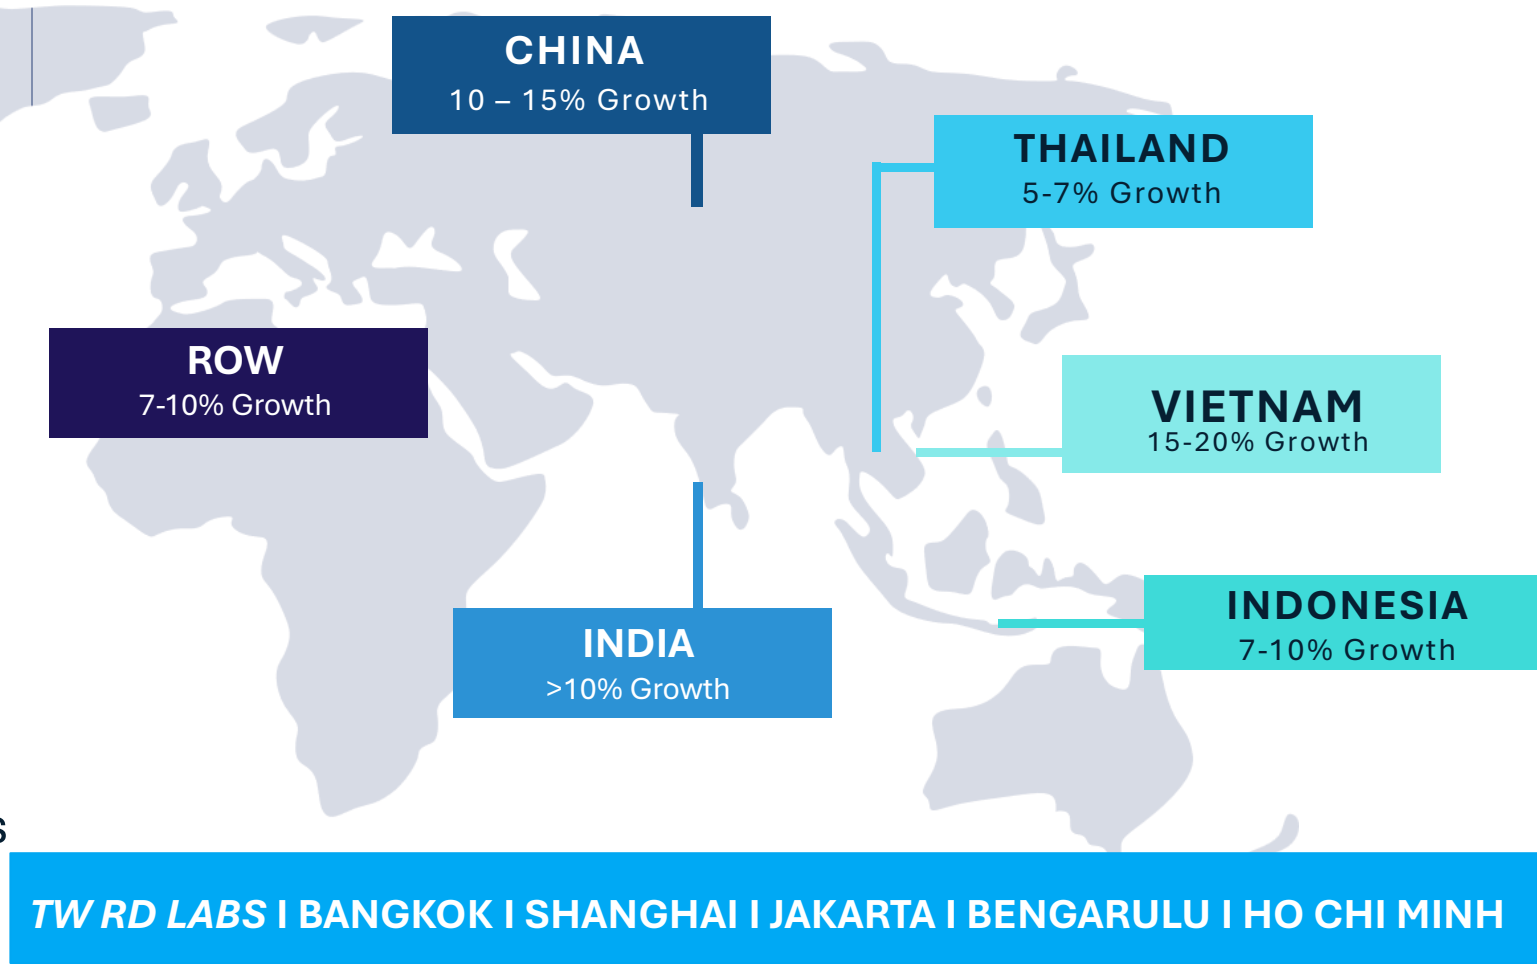 CHINA
10 – 15% Growth
THAILAND
5-7% Growth
ROW
7-10% Growth
VIETNAM
15-20% Growth
INDIA
>10% Growth
INDONESIA
7-10% Growth
S
TW RD LABS I BANGKOK I SHANGHAI I JAKARTA I BENGARULU I HO CHI MINH